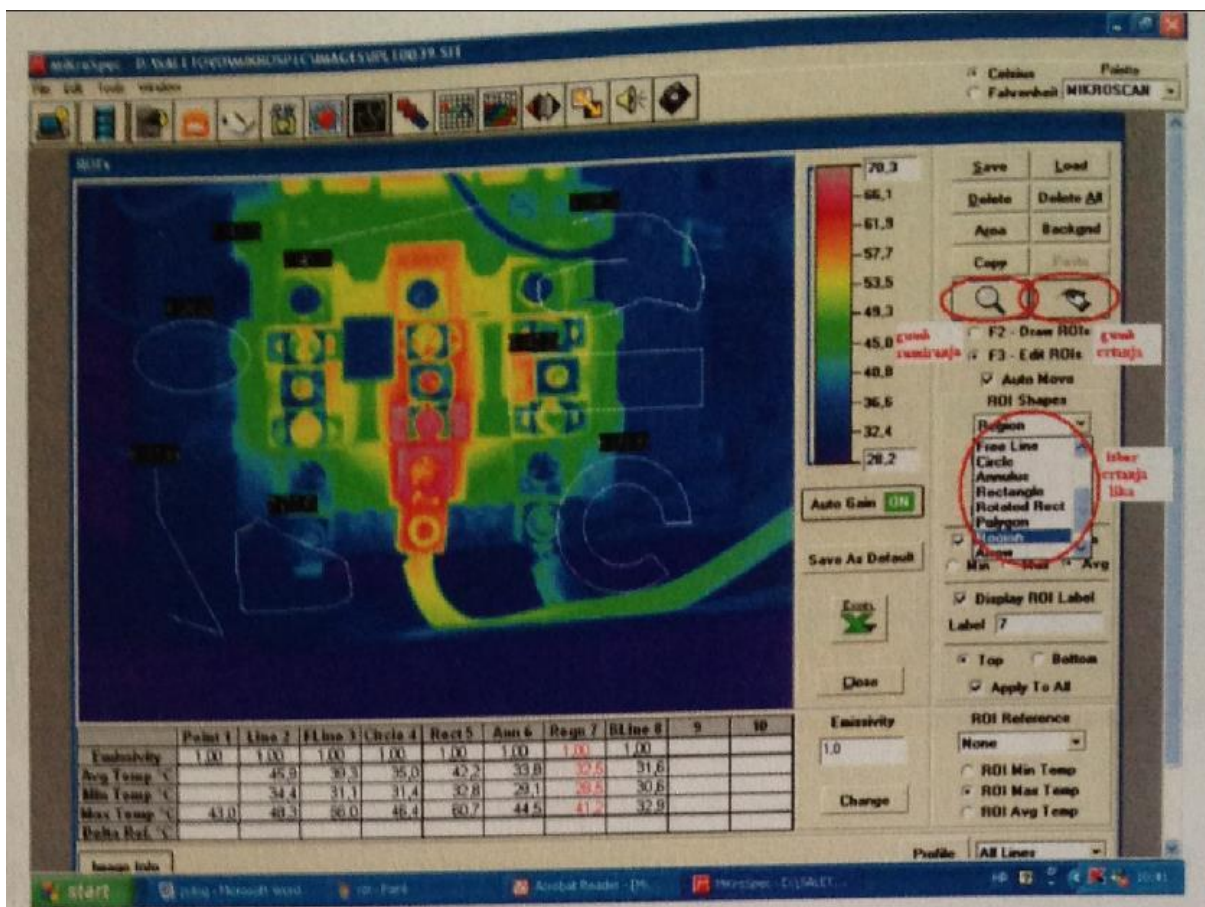 MikroSpec
File Edit Tools Window
Celsius
Fahrenheit
Palette
MIKROSCAN
ROI's
70,3
66,1
61,9
57,7
53,5
49,3
45,0
40,8
36,6
32,4
28,2
Auto Gain ON
Save As Default
Close
Save Load
Delete Delete All
Area Backgnd
Copy Paste
gumb
zumiranja
gumb
crtanja
F2 - Draw ROIs
F3 - Edit ROIs
Auto Move
ROI Shapes
Region
Free Line
Circle
Annulus
Rectangle
Rotated Rect
Polygon
Region
Arrow
izbor
crtanja
lika
Min Max Avg
Display ROI Label
Label 7
Top Bottom
Apply To All
Emissivity
1,0
Change
ROI Reference
None
ROI Min Temp
ROI Max Temp
ROI Avg Temp
Point 1 Line 2 FLine 3 Circle 4 Rect 5 Ann 6 Regn 7 BLine 8 9 10
Emissivity 1,00 1,00 1,00 1,00 1,00 1,00 1,00 1,00
Avg Temp °C 45,9 39,3 35,0 42,2 33,8 32,5 31,6
Min Temp °C 34,4 31,1 31,4 32,8 29,1 28,5 30,6
Max Temp °C 43,0 48,3 56,0 46,4 60,7 44,5 41,2 32,9
Delta Ref. °C
Image Info
Profile All Lines
start
Microsoft Word
Paint
Acrobat Reader
MikroSpec
HR